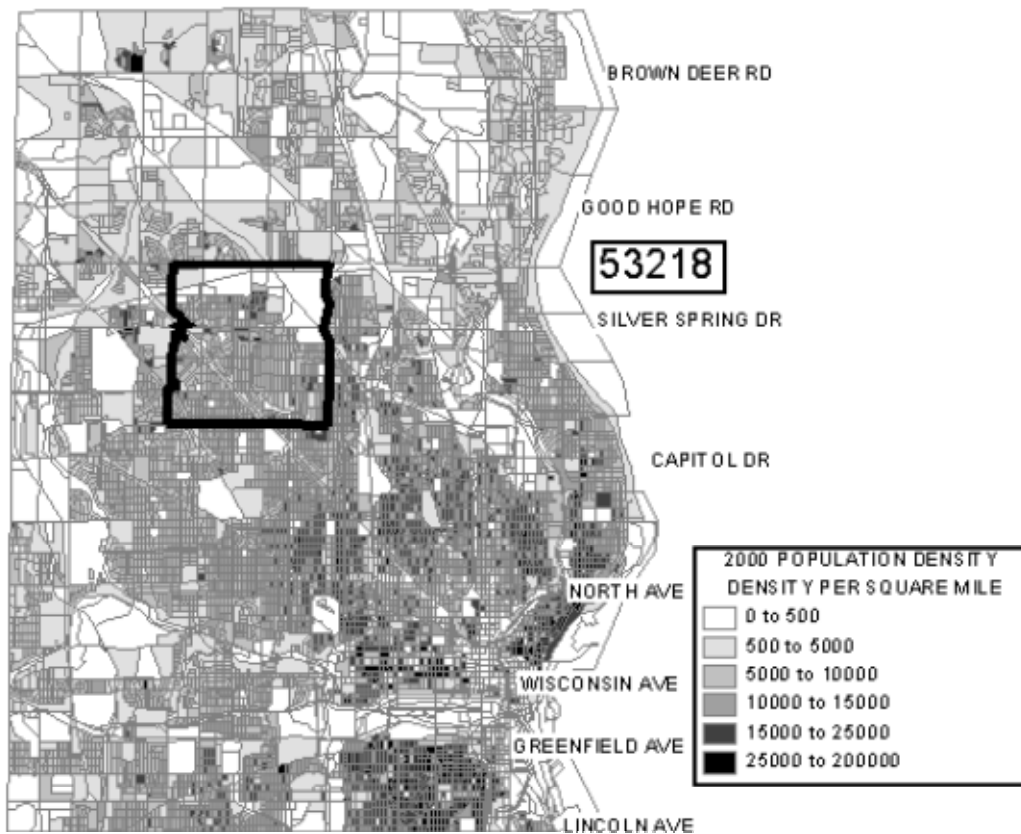 BROWN DEER RD
GOOD HOPE RD
53218
SILVER SPRING DR
CAPITOL DR
2000 POPULATION DENSITY
DENSITY PER SQUARE MILE
0 to 500
500 to 5000
5000 to 10000
10000 to 15000
15000 to 25000
25000 to 200000
NORTH AVE
WISCONSIN AVE
GREENFIELD AVE
LINCOLN AVE